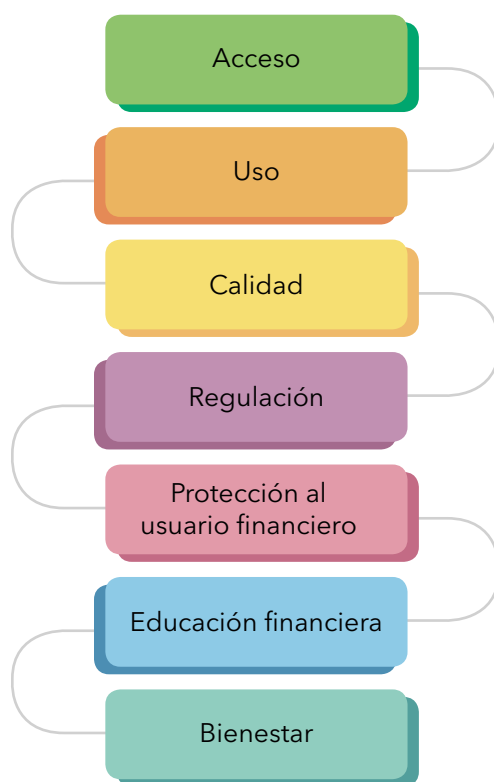 Acceso
Uso
Calidad
Regulación
Protección al
usuario financiero
Educación financiera
Bienestar